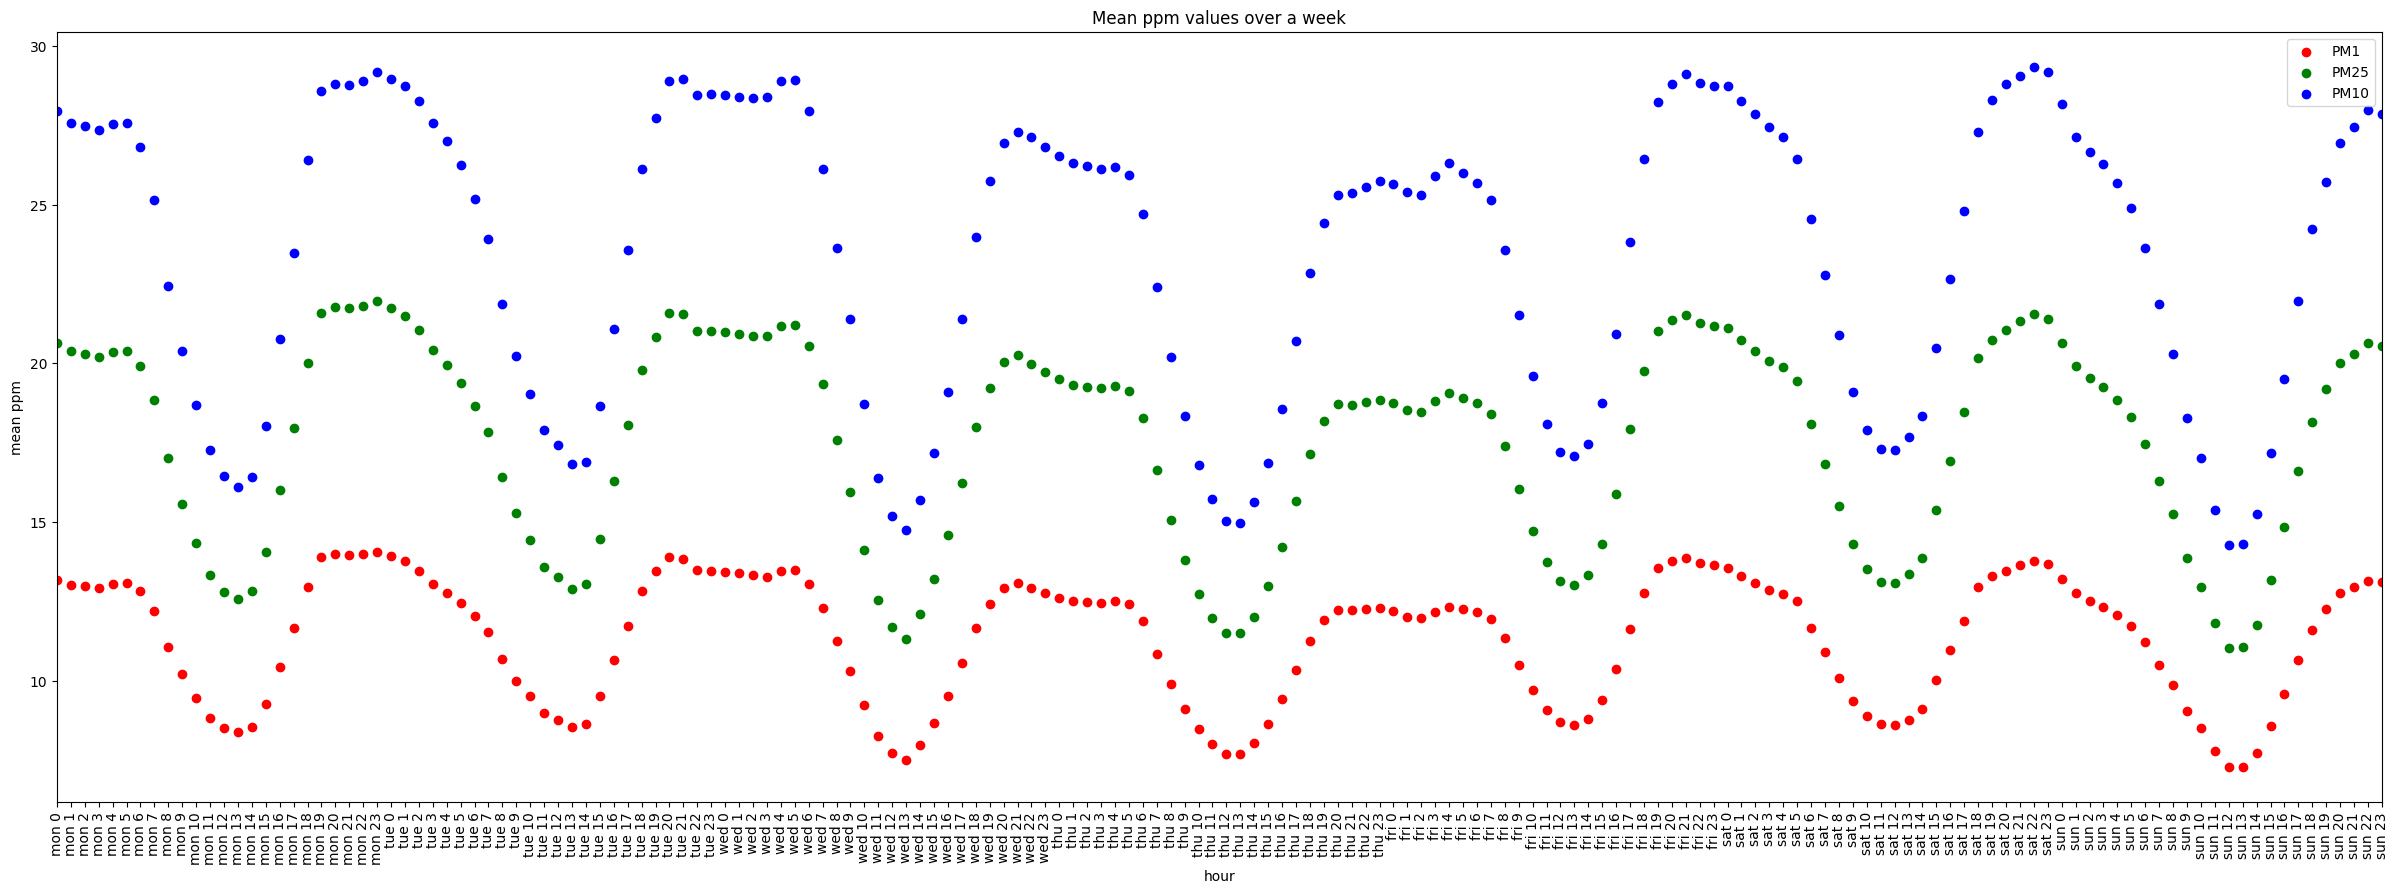 Mean ppm values over a week
30
25
20
15
10
mean ppm
PM1
PM25
PM10
mon 0
mon 1
mon 2
mon 3
mon 4
mon 5
mon 6
mon 7
mon 8
mon 9
mon 10
mon 11
mon 12
mon 13
mon 14
mon 15
mon 16
mon 17
mon 18
mon 19
mon 20
mon 21
mon 22
mon 23
tue 0
tue 1
tue 2
tue 3
tue 4
tue 5
tue 6
tue 7
tue 8
tue 9
tue 10
tue 11
tue 12
tue 13
tue 14
tue 15
tue 16
tue 17
tue 18
tue 19
tue 20
tue 21
tue 22
tue 23
wed 0
wed 1
wed 2
wed 3
wed 4
wed 5
wed 6
wed 7
wed 8
wed 9
wed 10
wed 11
wed 12
wed 13
wed 14
wed 15
wed 16
wed 17
wed 18
wed 19
wed 20
wed 21
wed 22
wed 23
thu 0
thu 1
thu 2
thu 3
thu 4
thu 5
thu 6
thu 7
thu 8
thu 9
thu 10
thu 11
thu 12
thu 13
thu 14
thu 15
thu 16
thu 17
thu 18
thu 19
thu 20
thu 21
thu 22
thu 23
fri 0
fri 1
fri 2
fri 3
fri 4
fri 5
fri 6
fri 7
fri 8
fri 9
fri 10
fri 11
fri 12
fri 13
fri 14
fri 15
fri 16
fri 17
fri 18
fri 19
fri 20
fri 21
fri 22
fri 23
sat 0
sat 1
sat 2
sat 3
sat 4
sat 5
sat 6
sat 7
sat 8
sat 9
sat 10
sat 11
sat 12
sat 13
sat 14
sat 15
sat 16
sat 17
sat 18
sat 19
sat 20
sat 21
sat 22
sat 23
sun 0
sun 1
sun 2
sun 3
sun 4
sun 5
sun 6
sun 7
sun 8
sun 9
sun 10
sun 11
sun 12
sun 13
sun 14
sun 15
sun 16
sun 17
sun 18
sun 19
sun 20
sun 21
sun 22
sun 23
hour